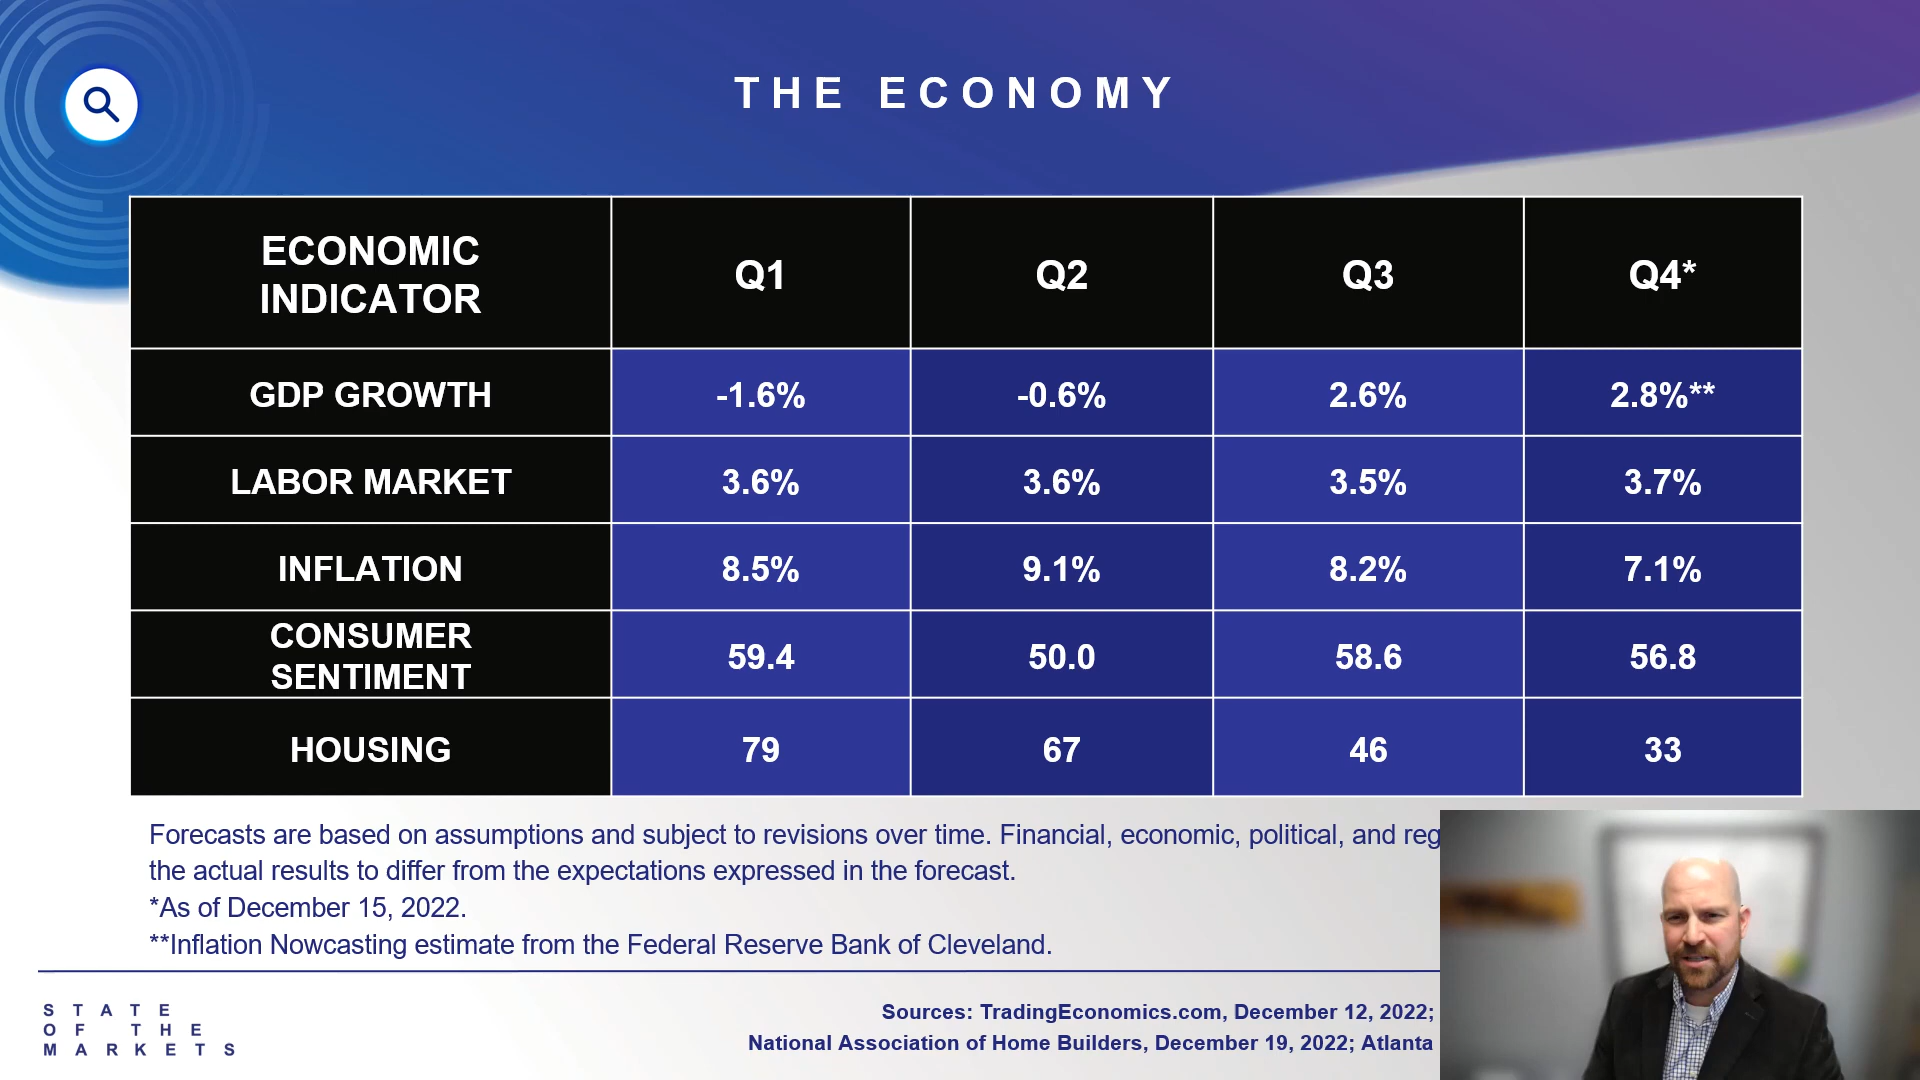 THE ECONOMY
ECONOMIC
INDICATOR
Q1
Q2
Q3
Q4*
GDP GROWTH
-1.6%
-0.6%
2.6%
2.8%**
LABOR MARKET
3.6%
3.6%
3.5%
3.7%
INFLATION
8.5%
9.1%
8.2%
7.1%
CONSUMER
SENTIMENT
59.4
50.0
58.6
56.8
HOUSING
79
67
46
33
Forecasts are based on assumptions and subject to revisions over time. Financial, economic, political, and
the actual results to differ from the expectations expressed in the forecast.
*As of December 15, 2022.
**Inflation Nowcasting estimate from the Federal Reserve Bank of Cleveland.
STATE
OF THE
MARKETS
Sources: TradingEconomics.com, December 12, 2022;
National Association of Home Builders, December 19, 2022; Atlanta